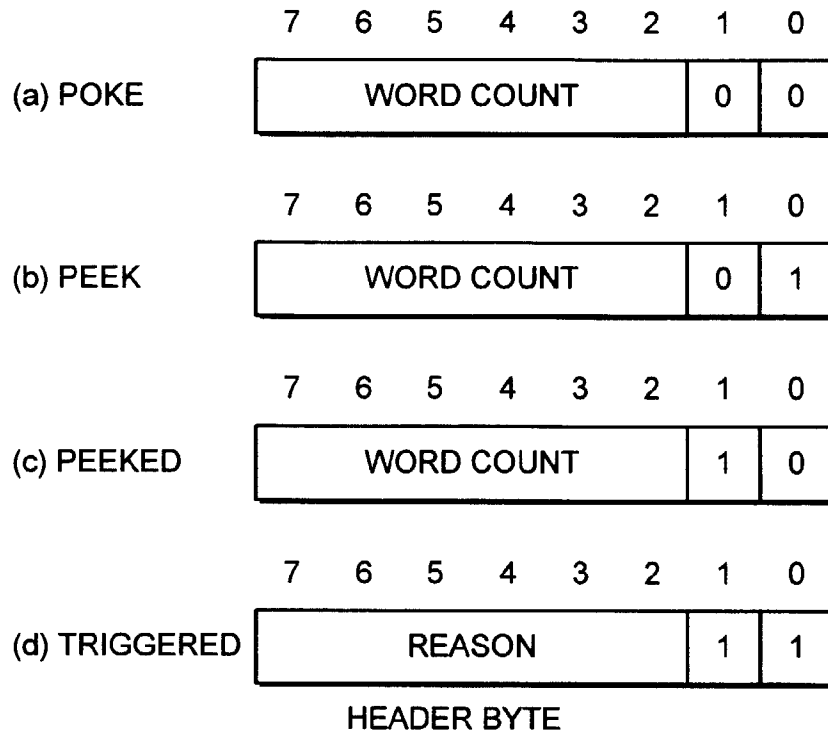 7 6 5 4 3 2 1 0
(a) POKE WORD COUNT 0 0
7 6 5 4 3 2 1 0
(b) PEEK WORD COUNT 0 1
7 6 5 4 3 2 1 0
(c) PEEKED WORD COUNT 1 0
7 6 5 4 3 2 1 0
(d) TRIGGERED REASON 1 1
HEADER BYTE